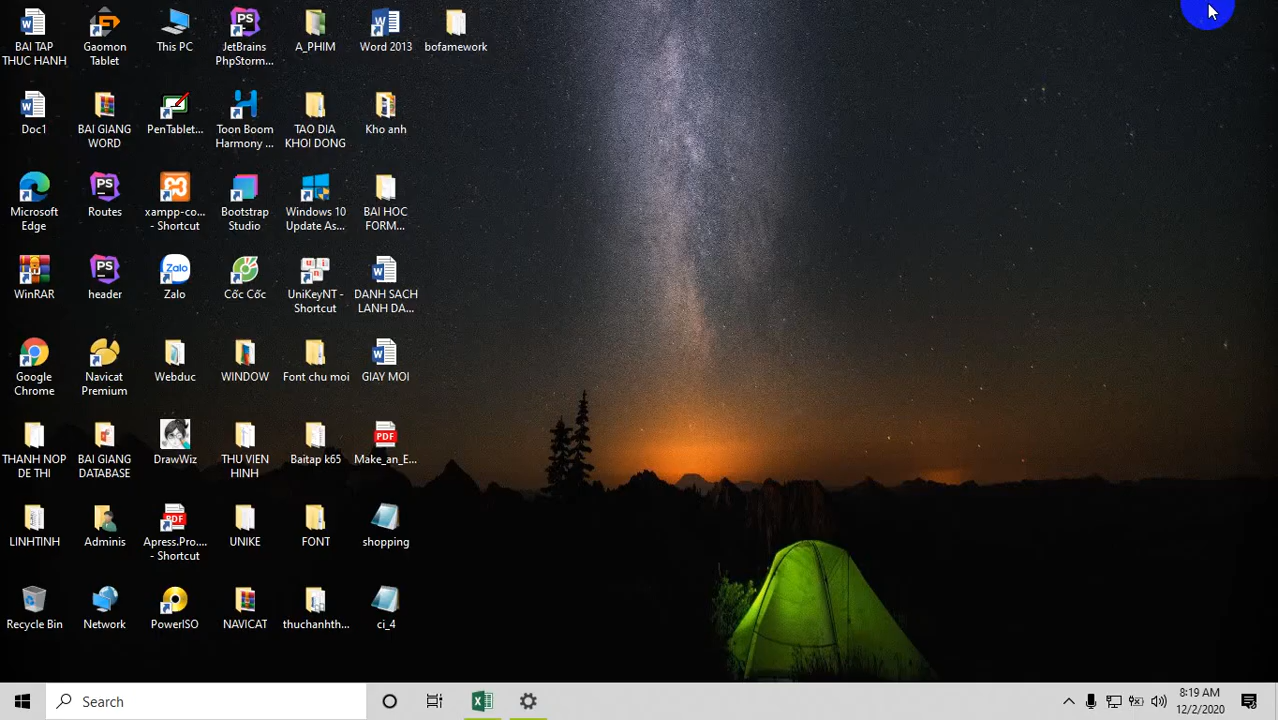 BAI TAP
THUC HANH
Gaomon
Tablet
This PC
JetBrains
PhpStorm...
A_PHIM
Word 2013
bofamework
Doc1
BAI GIANG
WORD
PenTablet...
Toon Boom
Harmony ...
TAO DIA
KHOI DONG
Kho anh
Microsoft
Edge
Routes
xampp-co...
- Shortcut
Bootstrap
Studio
Windows 10
Update As...
BAI HOC
FORM...
WinRAR
header
Zalo
Cốc Cốc
UniKeyNT -
Shortcut
DANH SACH
LANH DA...
Google
Chrome
Navicat
Premium
Webduc
WINDOW
Font chu moi
GIAY MOI
THANH NOP
DE THI
BAI GIANG
DATABASE
DrawWiz
THU VIEN
HINH
Baitap k65
PDF
Make_an_E...
LINHTINH
Adminis
PDF
Apress.Pro....
- Shortcut
UNIKE
FONT
shopping
Recycle Bin
Network
PowerISO
NAVICAT
thuchanhth...
ci_4
Search
8:19 AM
12/2/2020